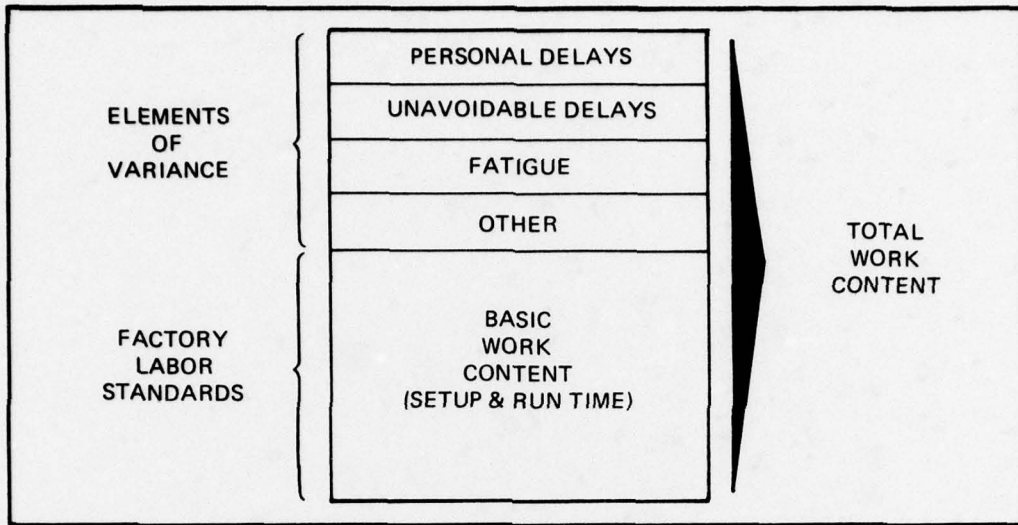 ELEMENTS
OF
VARIANCE
PERSONAL DELAYS
UNAVOIDABLE DELAYS
FATIGUE
OTHER
FACTORY
LABOR
STANDARDS
BASIC
WORK
CONTENT
(SETUP & RUN TIME)
TOTAL
WORK
CONTENT